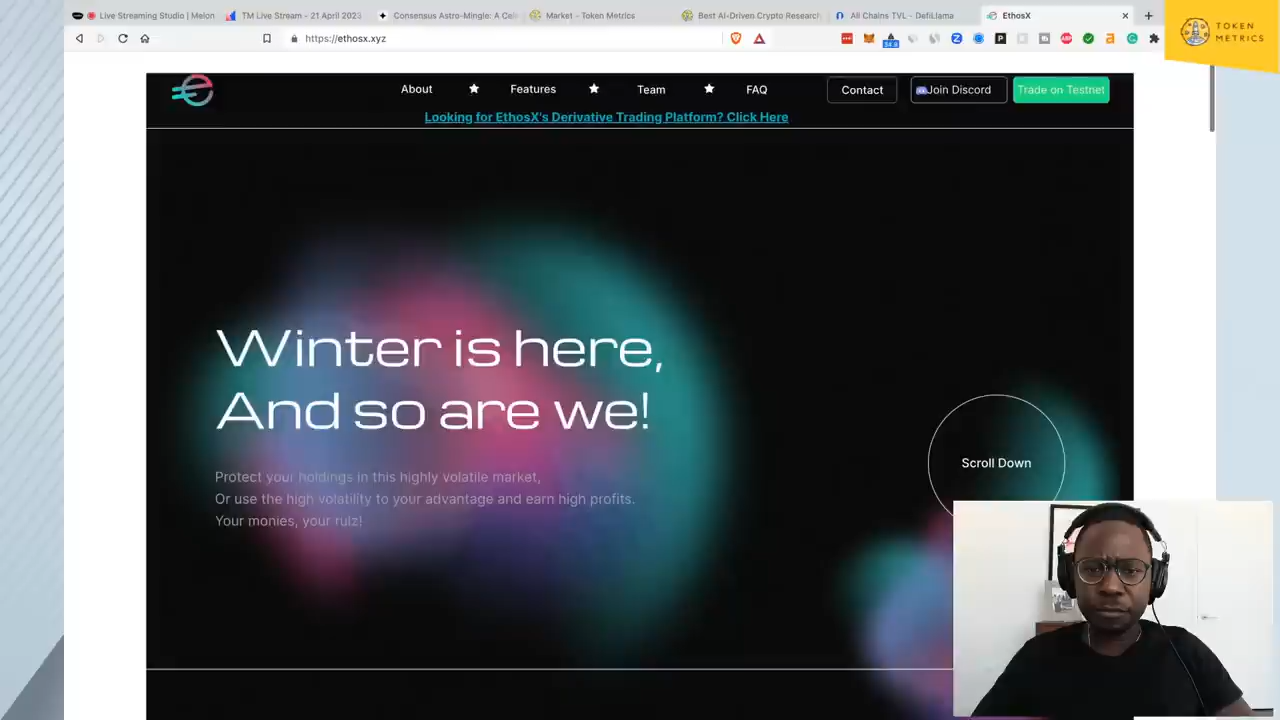 Live Streaming Studio | Melon
TM Live Stream - 21 April 2023
Consensus Astro-Mingle: A Cel
Market - Token Metrics
Best AI-Driven Crypto Research
All Chains TVL - DefiLlama
EthosX
https://ethosx.xyz
TOKEN
METRICS
About
Features
Team
FAQ
Contact
Join Discord
Trade on Testnet
Looking for EthosX's Derivative Trading Platform? Click Here
Winter is here,
And so are we!
Protect your holdings in this highly volatile market,
Or use the high volatility to your advantage and earn high profits.
Your monies, your rulz!
Scroll Down